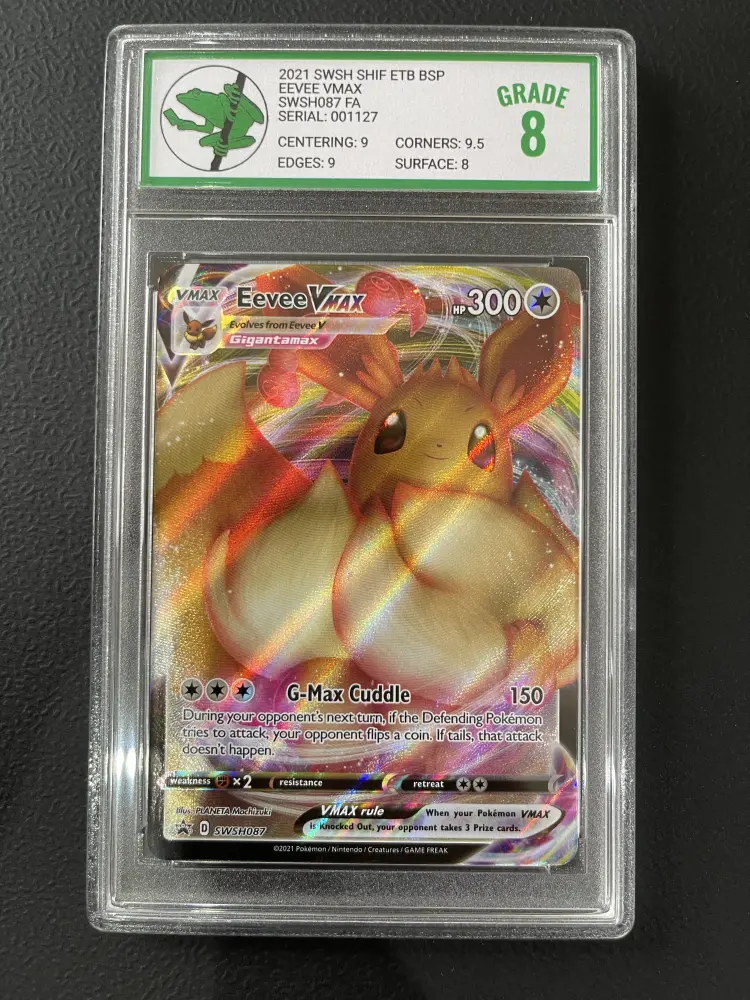 2021 SWSH SHIF ETB BSP
EEVEE VMAX
SWSH087 FA
SERIAL: 001127
CENTERING: 9 CORNERS: 9.5
EDGES: 9 SURFACE: 8
GRADE
8
VMAX Eevee VMAX HP 300
Evolves from Eevee V
Gigantamax
G-Max Cuddle 150
During your opponent's next turn, if the Defending Pokémon
tries to attack, your opponent flips a coin. If tails, that attack
doesn't happen.
weakness ×2 resistance retreat
Illus. PLANETA Mochizuki
VMAX rule When your Pokémon VMAX
is Knocked Out, your opponent takes 3 Prize cards.
D SWSH087
©2021 Pokémon / Nintendo / Creatures / GAME FREAK